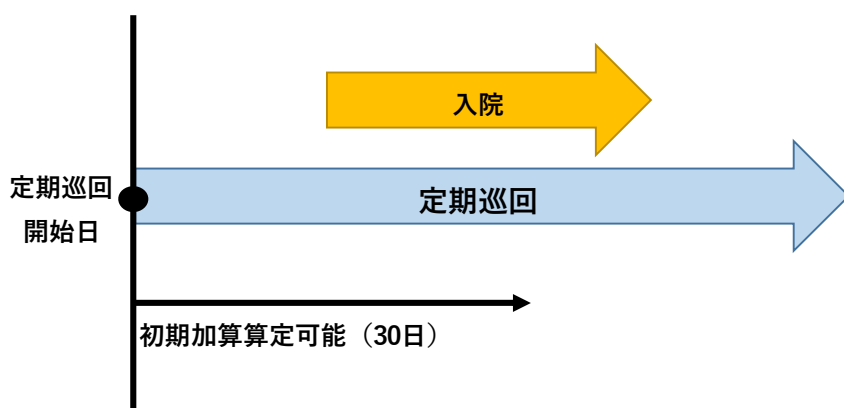 入院
定期巡回
開始日
定期巡回
初期加算算定可能（30日）